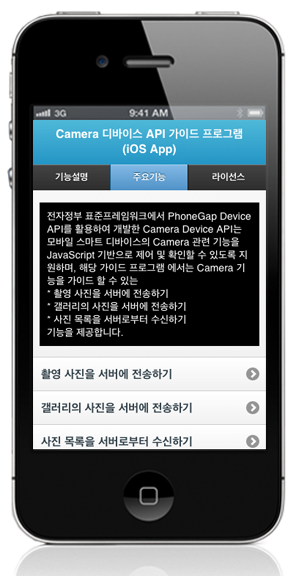 3G 9:41 AM
Camera 디바이스 API 가이드 프로그램
(iOS App)
기능설명 주요기능 라이선스
전자정부 표준프레임워크에서 PhoneGap Device
API를 활용하여 개발한 Camera Device API는
모바일 스마트 디바이스의 Camera 관련 기능을
JavaScript 기반으로 제어 및 확인할 수 있도록 지
원하며, 해당 가이드 프로그램 에서는 Camera 기
능을 가이드 할 수 있는
* 촬영 사진을 서버에 전송하기
* 갤러리의 사진을 서버에 전송하기
* 사진 목록을 서버로부터 수신하기
기능을 제공합니다.
촬영 사진을 서버에 전송하기
갤러리의 사진을 서버에 전송하기
사진 목록을 서버로부터 수신하기